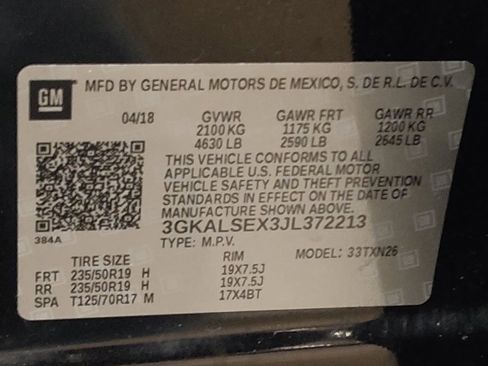 GM
MFD BY GENERAL MOTORS DE MEXICO, S. DE R.L. DE C.V.
04/18 GVWR GAWR FRT GAWR RR
2100 KG 1175 KG 1200 KG
4630 LB 2590 LB 2645 LB
THIS VEHICLE CONFORMS TO ALL
APPLICABLE U.S. FEDERAL MOTOR
VEHICLE SAFETY AND THEFT PREVENTION
STANDARDS IN EFFECT ON THE DATE OF
MANUFACTURE SHOWN ABOVE.
384A
3GKALSEX3JL372213
TYPE: M.P.V. MODEL: 33TXN26
TIRE SIZE RIM
FRT 235/50R19 H 19X7.5J
RR 235/50R19 H 19X7.5J
SPA T125/70R17 M 17X4BT